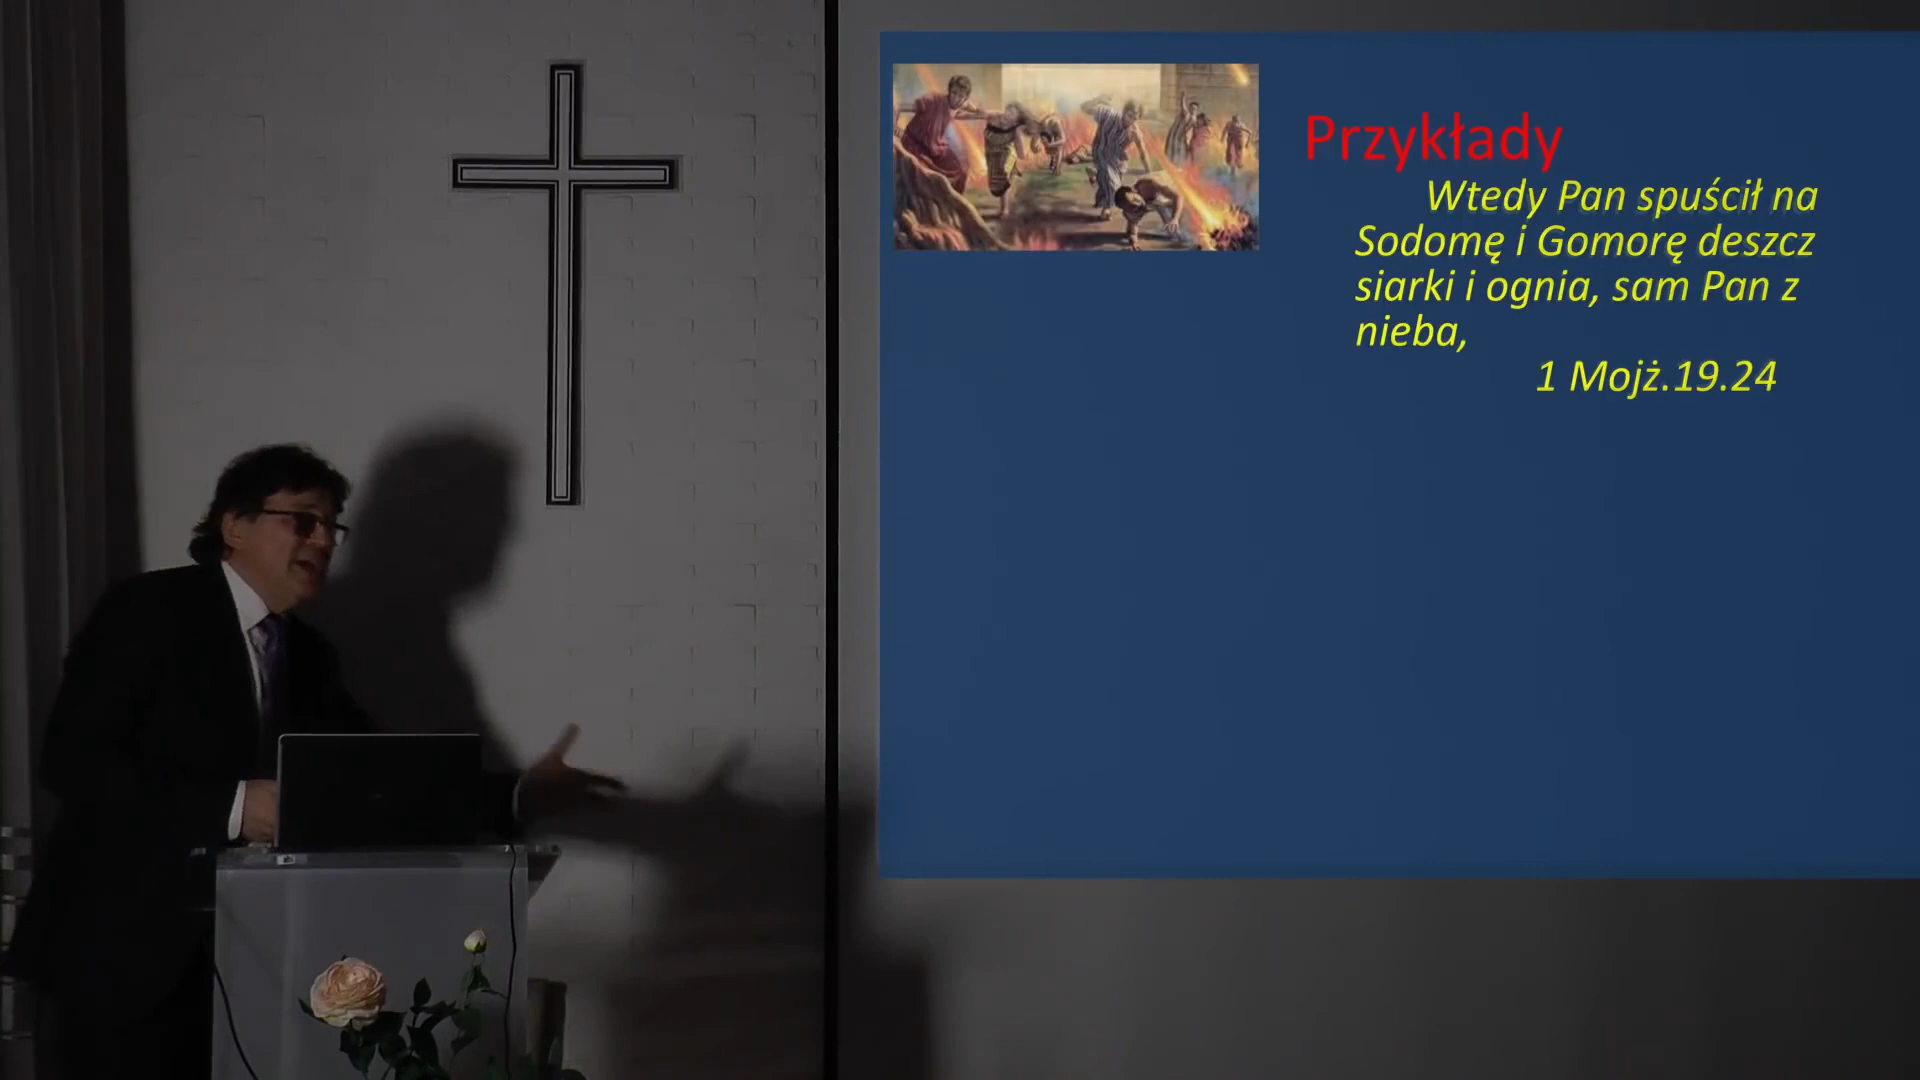 Przykłady
Wtedy Pan spuścił na
Sodomę i Gomorę deszcz
siarki i ognia, sam Pan z
nieba,
1 Mojż.19.24